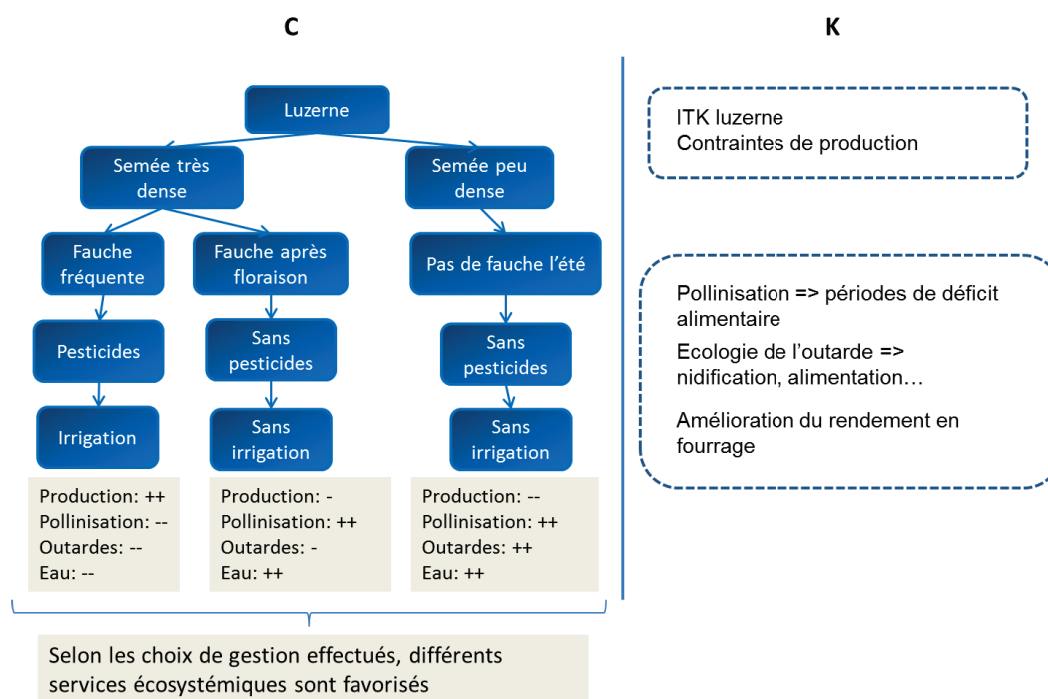 C
K
Luzerne
Semée très
dense
Semée peu
dense
Fauche
fréquente
Fauche après
floraison
Pas de fauche l'été
Pesticides
Sans
pesticides
Sans
pesticides
Irrigation
Sans
irrigation
Sans
irrigation
Production: ++
Pollinisation: --
Outardes: --
Eau: --
Production: -
Pollinisation: ++
Outardes: -
Eau: ++
Production: --
Pollinisation: ++
Outardes: ++
Eau: ++
Selon les choix de gestion effectués, différents
services écosystémiques sont favorisés
ITK luzerne
Contraintes de production
Pollinisation => périodes de déficit
alimentaire
Ecologie de l'outarde =>
nidification, alimentation…
Amélioration du rendement en
fourrage